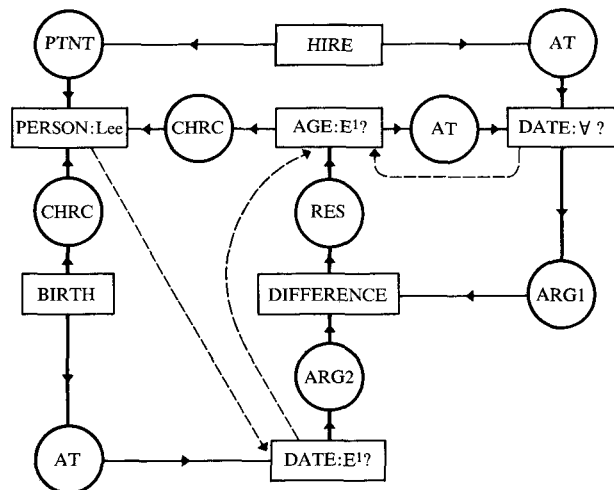 PTNT
HIRE
AT
PERSON:Lee
CHRC
AGE:E¹?
AT
DATE:∀ ?
CHRC
RES
BIRTH
DIFFERENCE
ARG1
ARG2
AT
DATE:E¹?